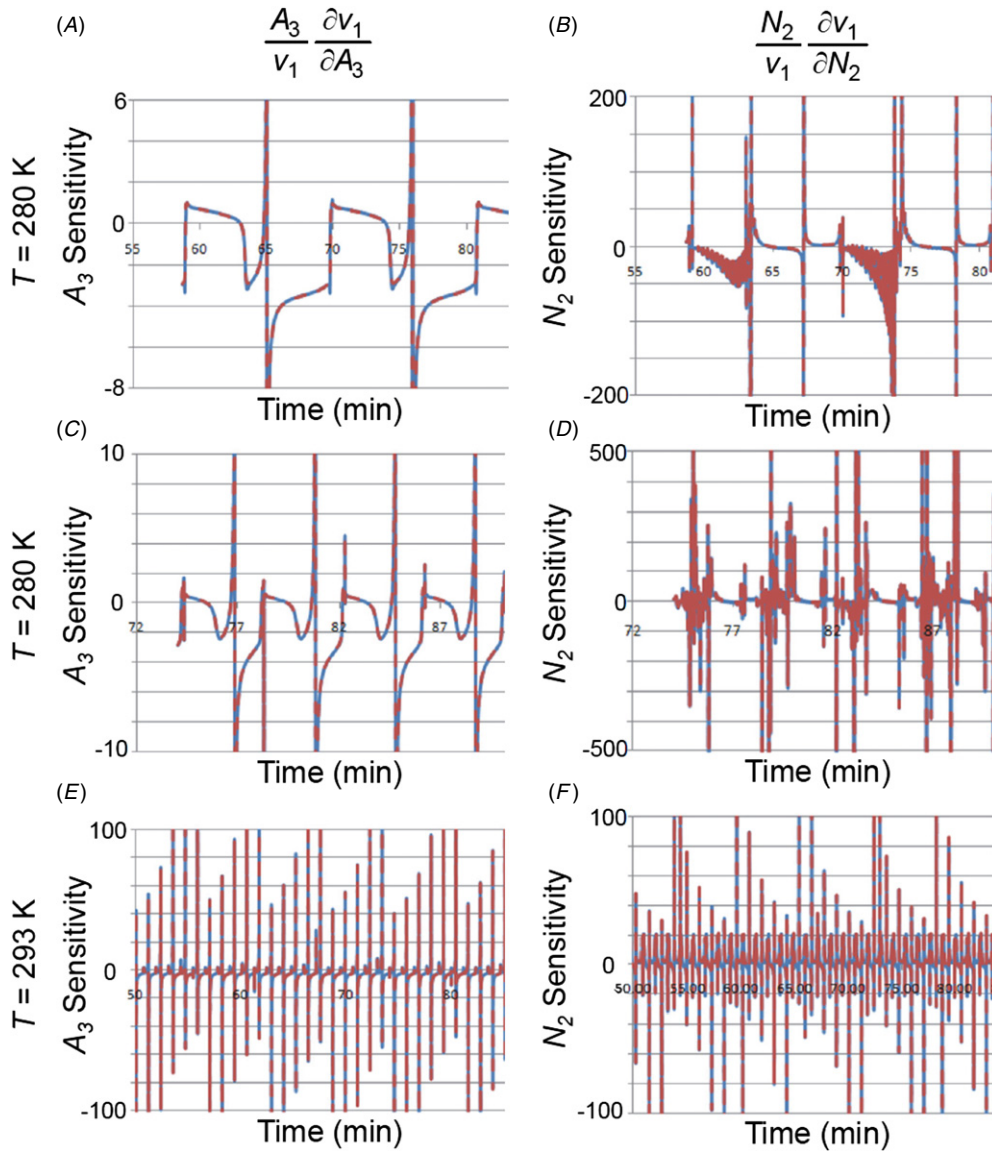 (A)
A3/v1 ∂v1/∂A3
(B)
N2/v1 ∂v1/∂N2
T = 280 K
A3 Sensitivity
6
0
-8
55 60 65 70 75 80
Time (min)
N2 Sensitivity
200
0
-200
55 60 65 70 75 80
Time (min)
(C)
T = 280 K
A3 Sensitivity
10
0
-10
72 77 82 87
Time (min)
(D)
N2 Sensitivity
500
0
-500
72 77 82 87
Time (min)
(E)
T = 293 K
A3 Sensitivity
100
0
-100
50 60 70 80
Time (min)
(F)
N2 Sensitivity
100
0
-100
50.00 55.00 60.00 65.00 70.00 75.00 80.00
Time (min)